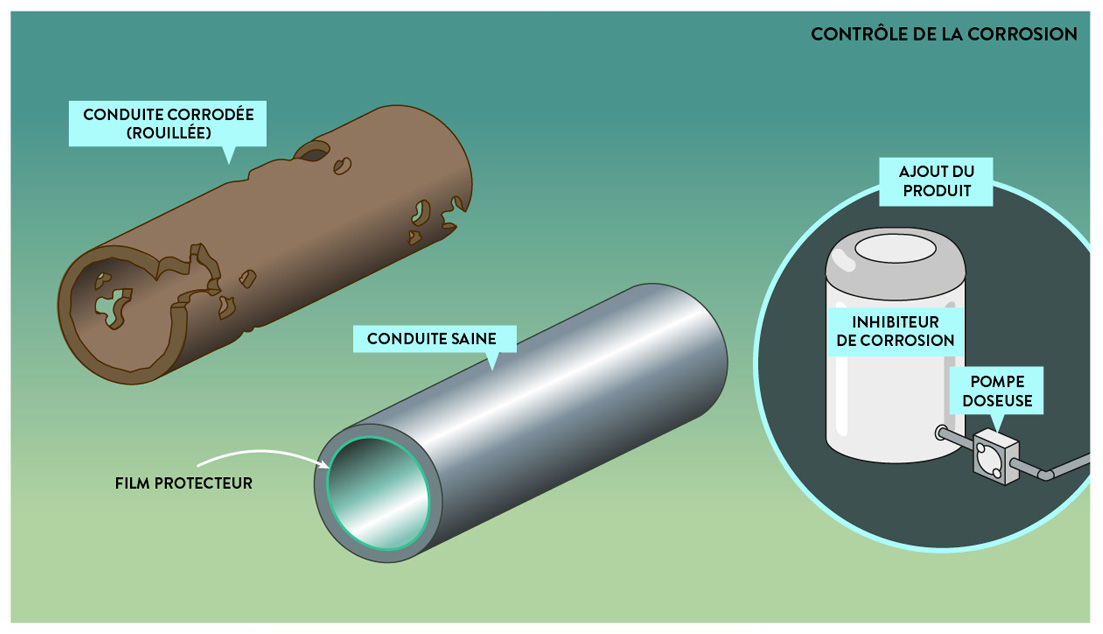 CONTRÔLE DE LA CORROSION
CONDUITE CORRODÉE
(ROUILLÉE)
AJOUT DU
PRODUIT
INHIBITEUR
DE CORROSION
CONDUITE SAINE
POMPE
DOSEUSE
FILM PROTECTEUR